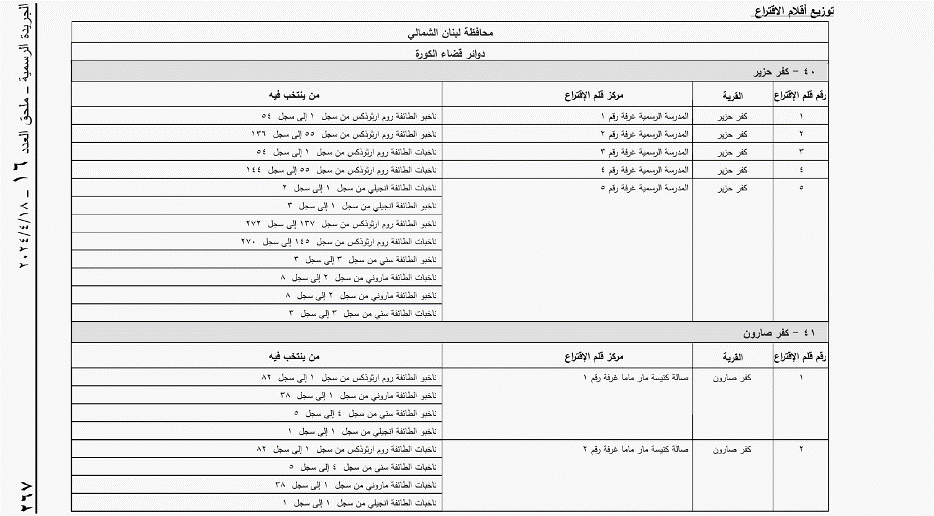 توزيع أقلام الاقتراع
محافظة لبنان الشمالي
دوائر قضاء الكورة
٤٠ - كفر حزير
رقم قلم الإقتراع القرية مركز قلم الإقتراع من ينتخب فيه
١ كفر حزير المدرسة الرسمية غرفة رقم ١ ناخبو الطائفة روم ارثوذكس من سجل ١ إلى سجل ٥٤
٢ كفر حزير المدرسة الرسمية غرفة رقم ٢ ناخبو الطائفة روم ارثوذكس من سجل ٥٥ إلى سجل ١٣٦
٣ كفر حزير المدرسة الرسمية غرفة رقم ٣ ناخبات الطائفة روم ارثوذكس من سجل ١ إلى سجل ٥٤
٤ كفر حزير المدرسة الرسمية غرفة رقم ٤ ناخبات الطائفة روم ارثوذكس من سجل ٥٥ إلى سجل ١٤٤
٥ كفر حزير المدرسة الرسمية غرفة رقم ٥ ناخبات الطائفة انجيلي من سجل ١ إلى سجل ٢
ناخبو الطائفة انجيلي من سجل ١ إلى سجل ٣
ناخبو الطائفة روم ارثوذكس من سجل ١٣٧ إلى سجل ٢٧٢
ناخبات الطائفة روم ارثوذكس من سجل ١٤٥ إلى سجل ٢٧٠
ناخبو الطائفة سني من سجل ٣ إلى سجل ٣
ناخبات الطائفة ماروني من سجل ٢ إلى سجل ٨
ناخبو الطائفة ماروني من سجل ٢ إلى سجل ٨
ناخبات الطائفة سني من سجل ٣ إلى سجل ٣
٤١ - كفر صارون
رقم قلم الإقتراع القرية مركز قلم الإقتراع من ينتخب فيه
١ كفر صارون صالة كنيسة مار ماما غرفة رقم ١ ناخبو الطائفة روم ارثوذكس من سجل ١ إلى سجل ٨٢
ناخبو الطائفة ماروني من سجل ١ إلى سجل ٣٨
ناخبو الطائفة سني من سجل ٤ إلى سجل ٥
ناخبو الطائفة انجيلي من سجل ١ إلى سجل ١
٢ كفر صارون صالة كنيسة مار ماما غرفة رقم ٢ ناخبات الطائفة روم ارثوذكس من سجل ١ إلى سجل ٨٢
ناخبات الطائفة سني من سجل ٤ إلى سجل ٥
ناخبات الطائفة ماروني من سجل ١ إلى سجل ٣٨
ناخبات الطائفة انجيلي من سجل ١ إلى سجل ١
الجريدة الرسمية – ملحق العدد ١٦ – ٢٠٢٤/٤/١٨
٢٦٧